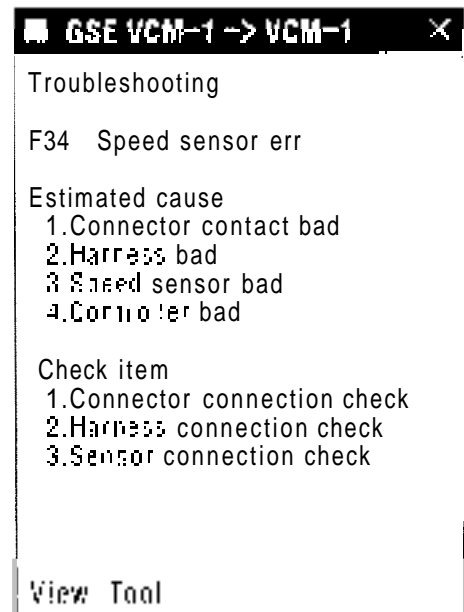 GSE VCM-1 -> VCM-1 ×
Troubleshooting
F34 Speed sensor err
Estimated cause
1.Connector contact bad
2.Harness bad
3.Speed sensor bad
4.Controller bad
Check item
1.Connector connection check
2.Harness connection check
3.Sensor connection check
View Tool